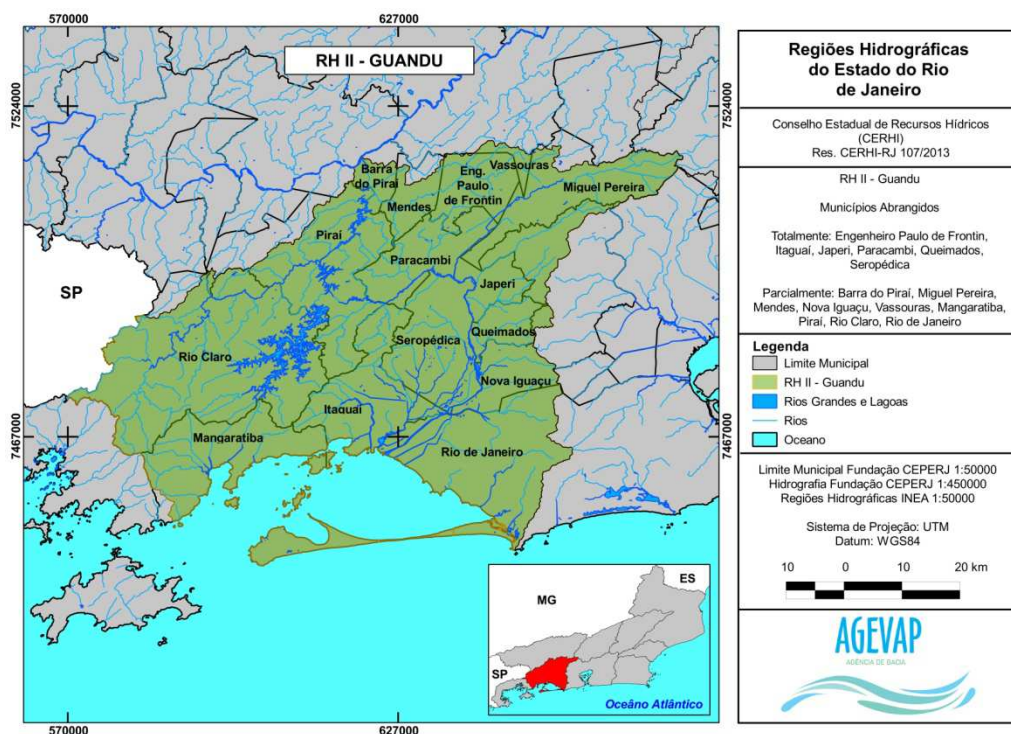 570000
627000
RH II - GUANDU
7524000
7524000
Barra
do Piraí
Mendes
Eng.
Paulo
de Frontin
Vassouras
Miguel Pereira
Piraí
Paracambi
Japeri
SP
Queimados
Rio Claro
Seropédica
Nova Iguaçu
Itaguaí
Mangaratiba
Rio de Janeiro
7467000
7467000
MG
ES
SP
Oceâno Atlântico
570000
627000
Regiões Hidrográficas
do Estado do Rio
de Janeiro
Conselho Estadual de Recursos Hídricos
(CERHI)
Res. CERHI-RJ 107/2013
RH II - Guandu
Municípios Abrangidos
Totalmente: Engenheiro Paulo de Frontin,
Itaguaí, Japeri, Paracambi, Queimados,
Seropédica
Parcialmente: Barra do Piraí, Miguel Pereira,
Mendes, Nova Iguaçu, Vassouras, Mangaratiba,
Piraí, Rio Claro, Rio de Janeiro
Legenda
Limite Municipal
RH II - Guandu
Rios Grandes e Lagoas
Rios
Oceano
Limite Municipal Fundação CEPERJ 1:50000
Hidrografia Fundação CEPERJ 1:450000
Regiões Hidrográficas INEA 1:50000
Sistema de Projeção: UTM
Datum: WGS84
10 0 10 20 km
AGEVAP
AGÊNCIA DE BACIA